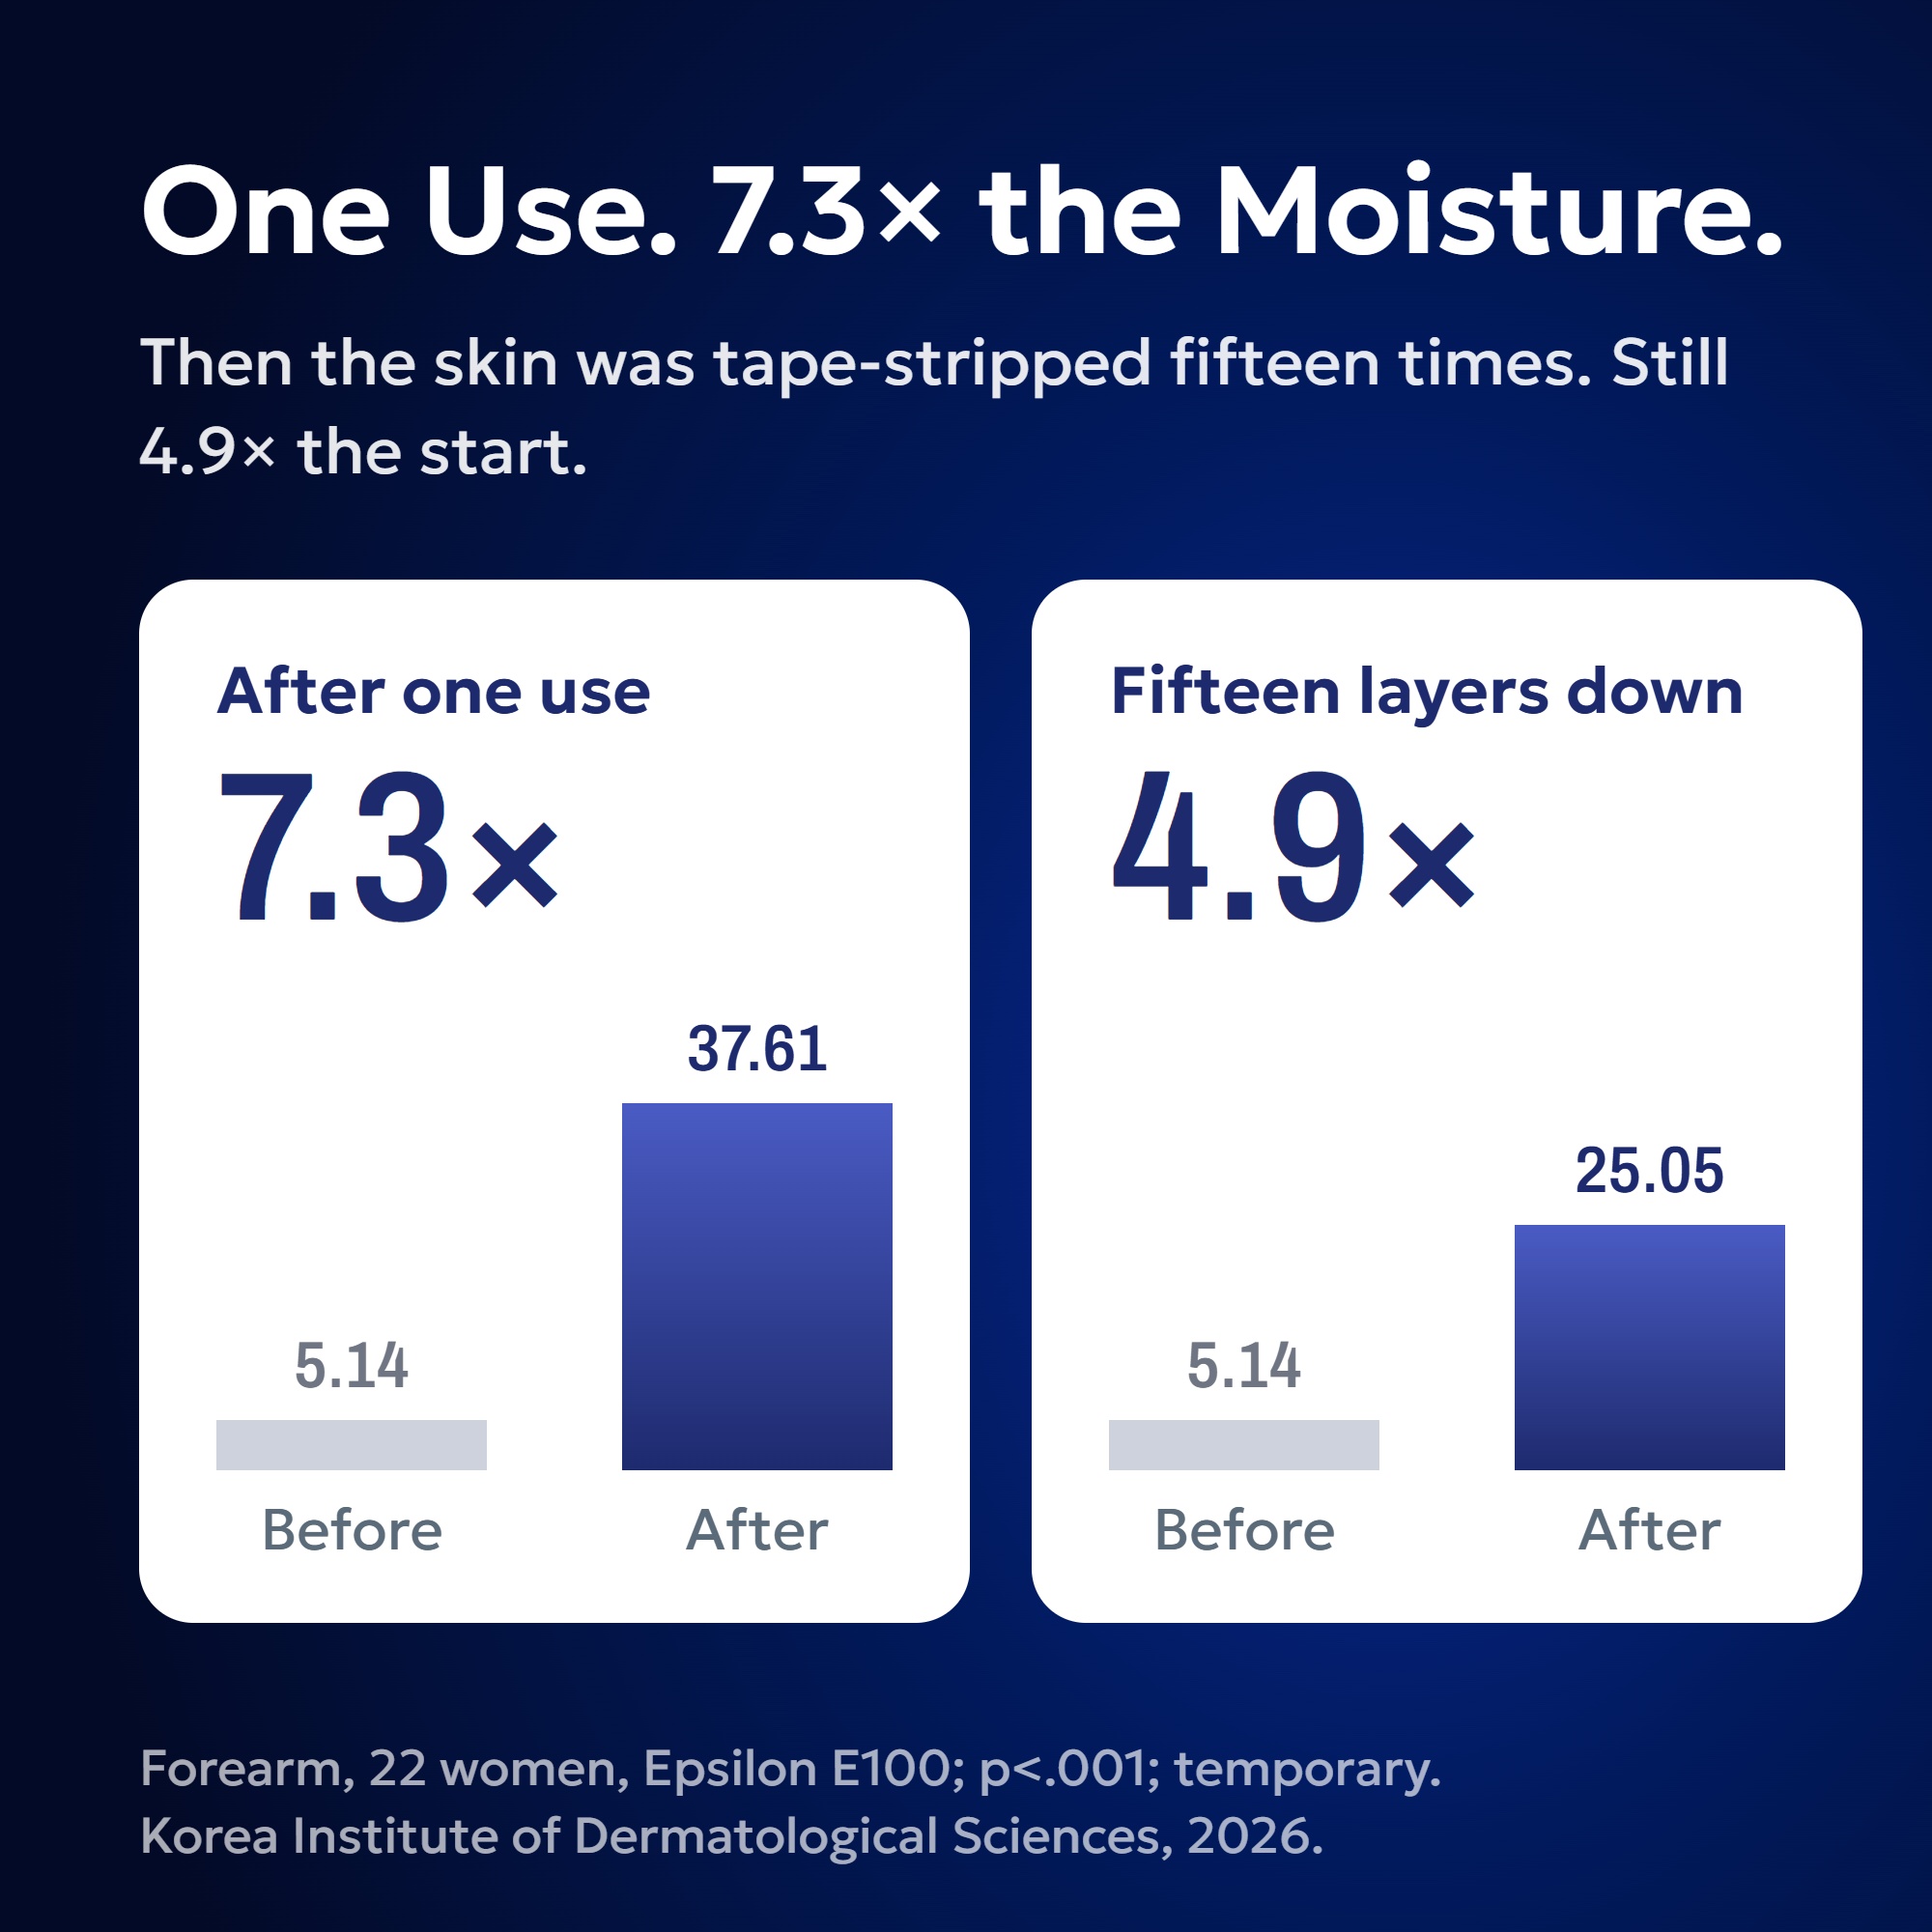 One Use. 7.3× the Moisture.
Then the skin was tape-stripped fifteen times. Still
4.9× the start.
After one use
7.3×
37.61
5.14
Before
After
Fifteen layers down
4.9×
25.05
5.14
Before
After
Forearm, 22 women, Epsilon E100; p<.001; temporary.
Korea Institute of Dermatological Sciences, 2026.